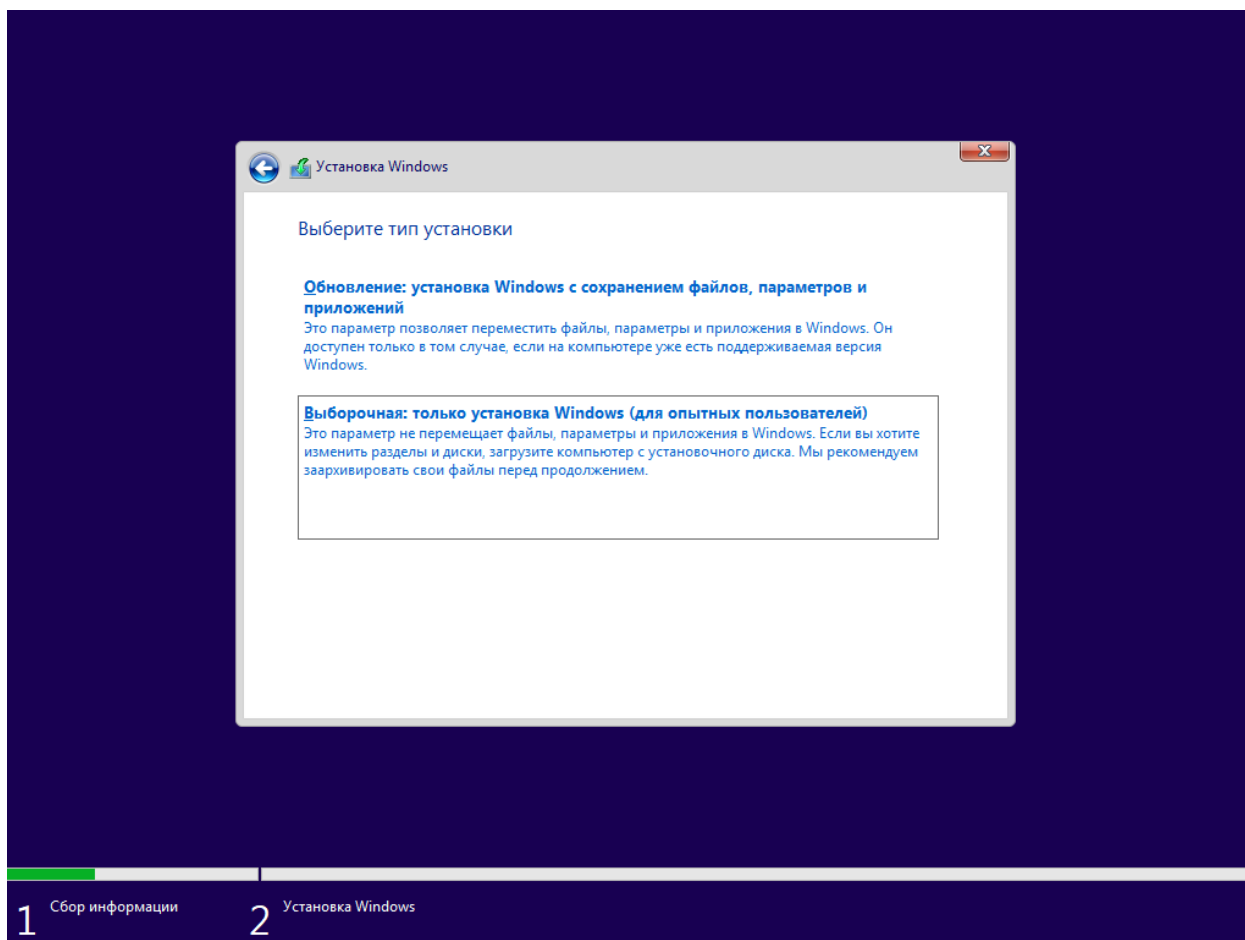 Установка Windows
Выберите тип установки
Обновление: установка Windows с сохранением файлов, параметров и
приложений
Это параметр позволяет переместить файлы, параметры и приложения в Windows. Он
доступен только в том случае, если на компьютере уже есть поддерживаемая версия
Windows.
Выборочная: только установка Windows (для опытных пользователей)
Это параметр не перемещает файлы, параметры и приложения в Windows. Если вы хотите
изменить разделы и диски, загрузите компьютер с установочного диска. Мы рекомендуем
заархивировать свои файлы перед продолжением.
1 Сбор информации
2 Установка Windows